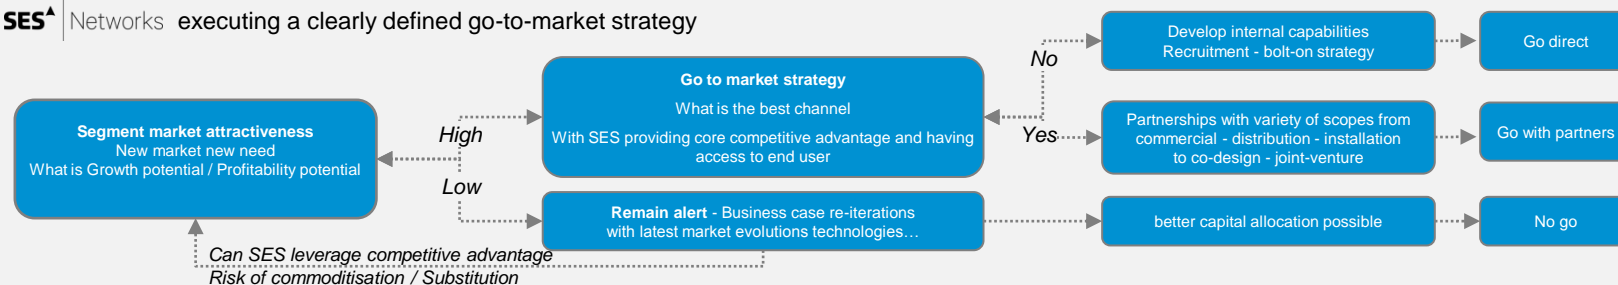 SES▲ Networks executing a clearly defined go-to-market strategy
Segment market attractiveness
New market new need
What is Growth potential / Profitability potential
High
Low
Go to market strategy
What is the best channel
With SES providing core competitive advantage and having
access to end user
Remain alert - Business case re-iterations
with latest market evolutions technologies…
Can SES leverage competitive advantage
Risk of commoditisation / Substitution
No
Yes
Develop internal capabilities
Recruitment - bolt-on strategy
Go direct
Partnerships with variety of scopes from
commercial - distribution - installation
to co-design - joint-venture
Go with partners
better capital allocation possible
No go